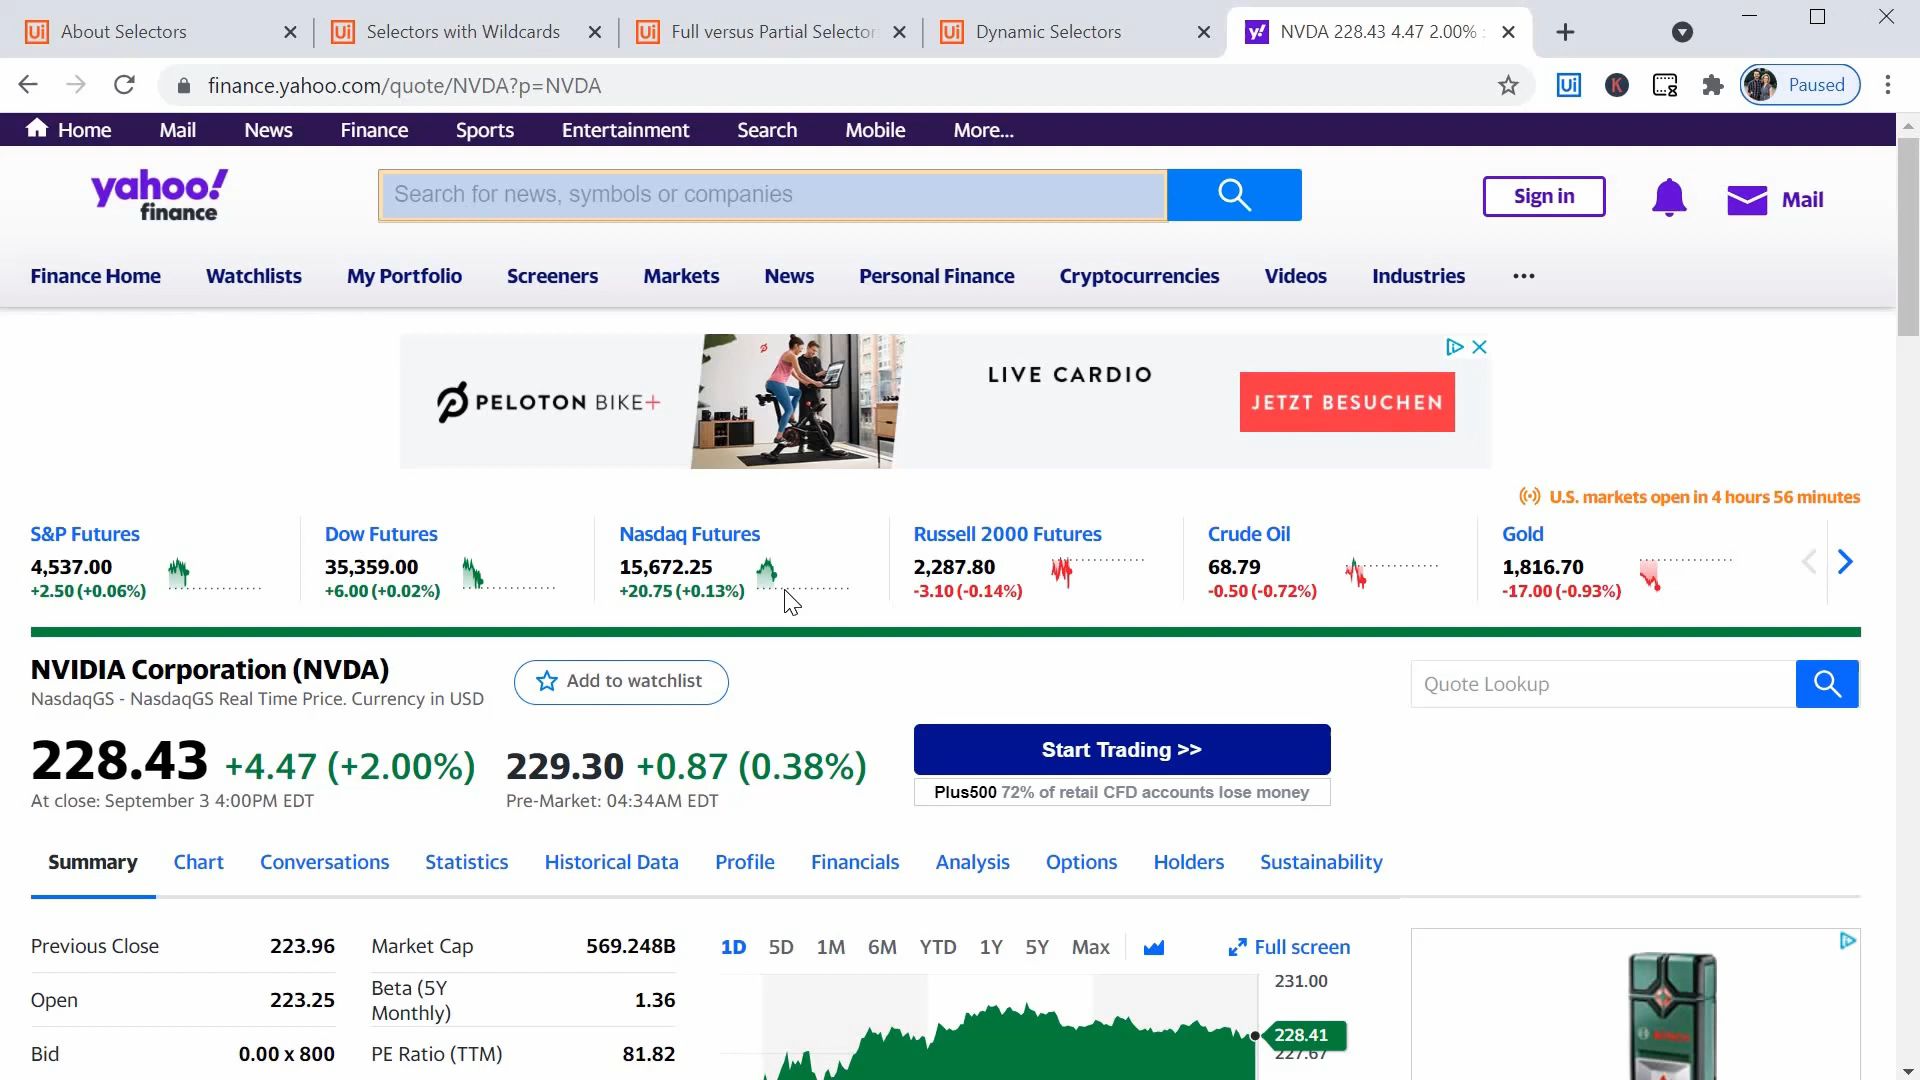 About Selectors
Selectors with Wildcards
Full versus Partial Selector
Dynamic Selectors
NVDA 228.43 4.47 2.00% :
finance.yahoo.com/quote/NVDA?p=NVDA
Paused
Home Mail News Finance Sports Entertainment Search Mobile More...
yahoo!
finance
Search for news, symbols or companies
Sign in
Mail
Finance Home Watchlists My Portfolio Screeners Markets News Personal Finance Cryptocurrencies Videos Industries
PELOTON BIKE+
LIVE CARDIO
JETZT BESUCHEN
U.S. markets open in 4 hours 56 minutes
S&P Futures
4,537.00
+2.50 (+0.06%)
Dow Futures
35,359.00
+6.00 (+0.02%)
Nasdaq Futures
15,672.25
+20.75 (+0.13%)
Russell 2000 Futures
2,287.80
-3.10 (-0.14%)
Crude Oil
68.79
-0.50 (-0.72%)
Gold
1,816.70
-17.00 (-0.93%)
NVIDIA Corporation (NVDA)
NasdaqGS - NasdaqGS Real Time Price. Currency in USD
Add to watchlist
Quote Lookup
228.43 +4.47 (+2.00%)
At close: September 3 4:00PM EDT
229.30 +0.87 (0.38%)
Pre-Market: 04:34AM EDT
Start Trading >>
Plus500 72% of retail CFD accounts lose money
Summary Chart Conversations Statistics Historical Data Profile Financials Analysis Options Holders Sustainability
Previous Close 223.96
Open 223.25
Bid 0.00 x 800
Market Cap 569.248B
Beta (5Y
Monthly) 1.36
PE Ratio (TTM) 81.82
1D 5D 1M 6M YTD 1Y 5Y Max
Full screen
231.00
228.41
227.67